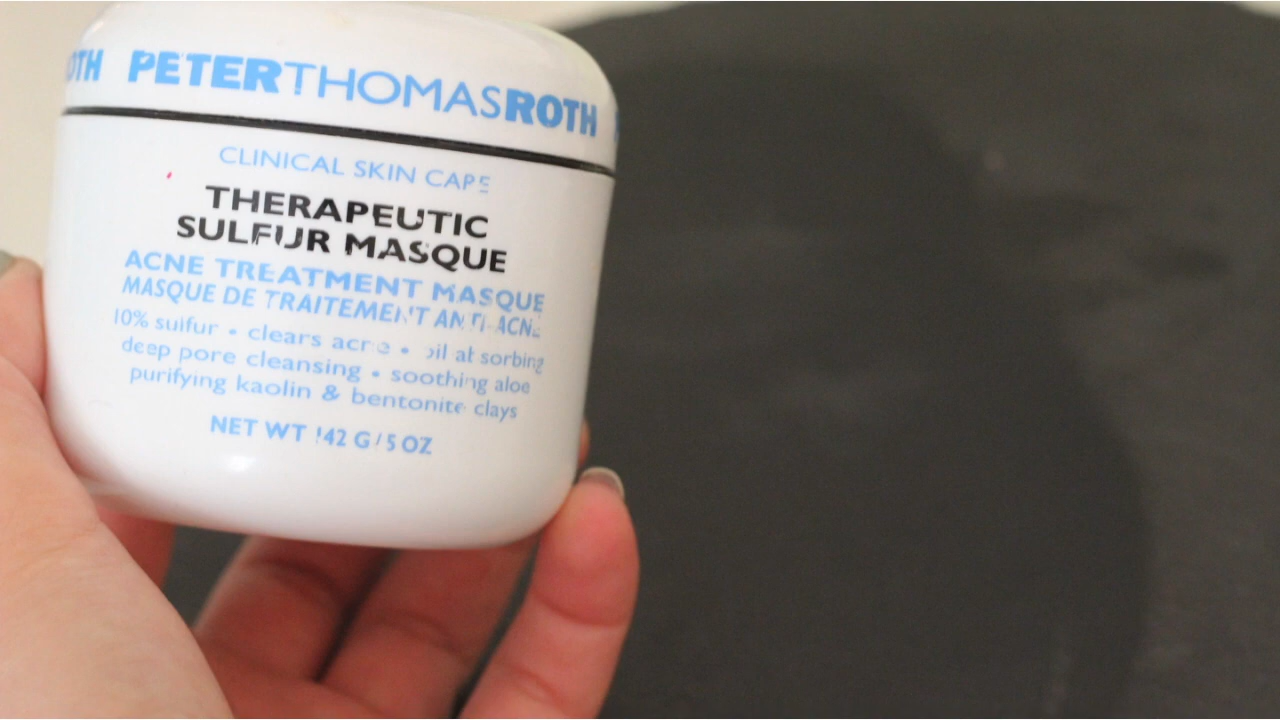 OTH PETERTHOMASROTH
CLINICAL SKIN CARE
THERAPEUTIC
SULFUR MASQUE
ACNE TREATMENT MASQUE
MASQUE DE TRAITEMENT ANTI-ACNE
10% sulfur • clears acne • oil absorbing
deep pore cleansing • soothing aloe
purifying kaolin & bentonite clays
NET WT 142 G / 5 OZ